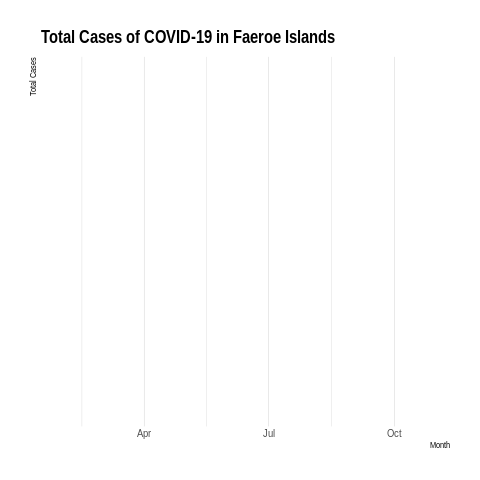 Total Cases of COVID-19 in Faeroe Islands
Total Cases
Apr Jul Oct
Month